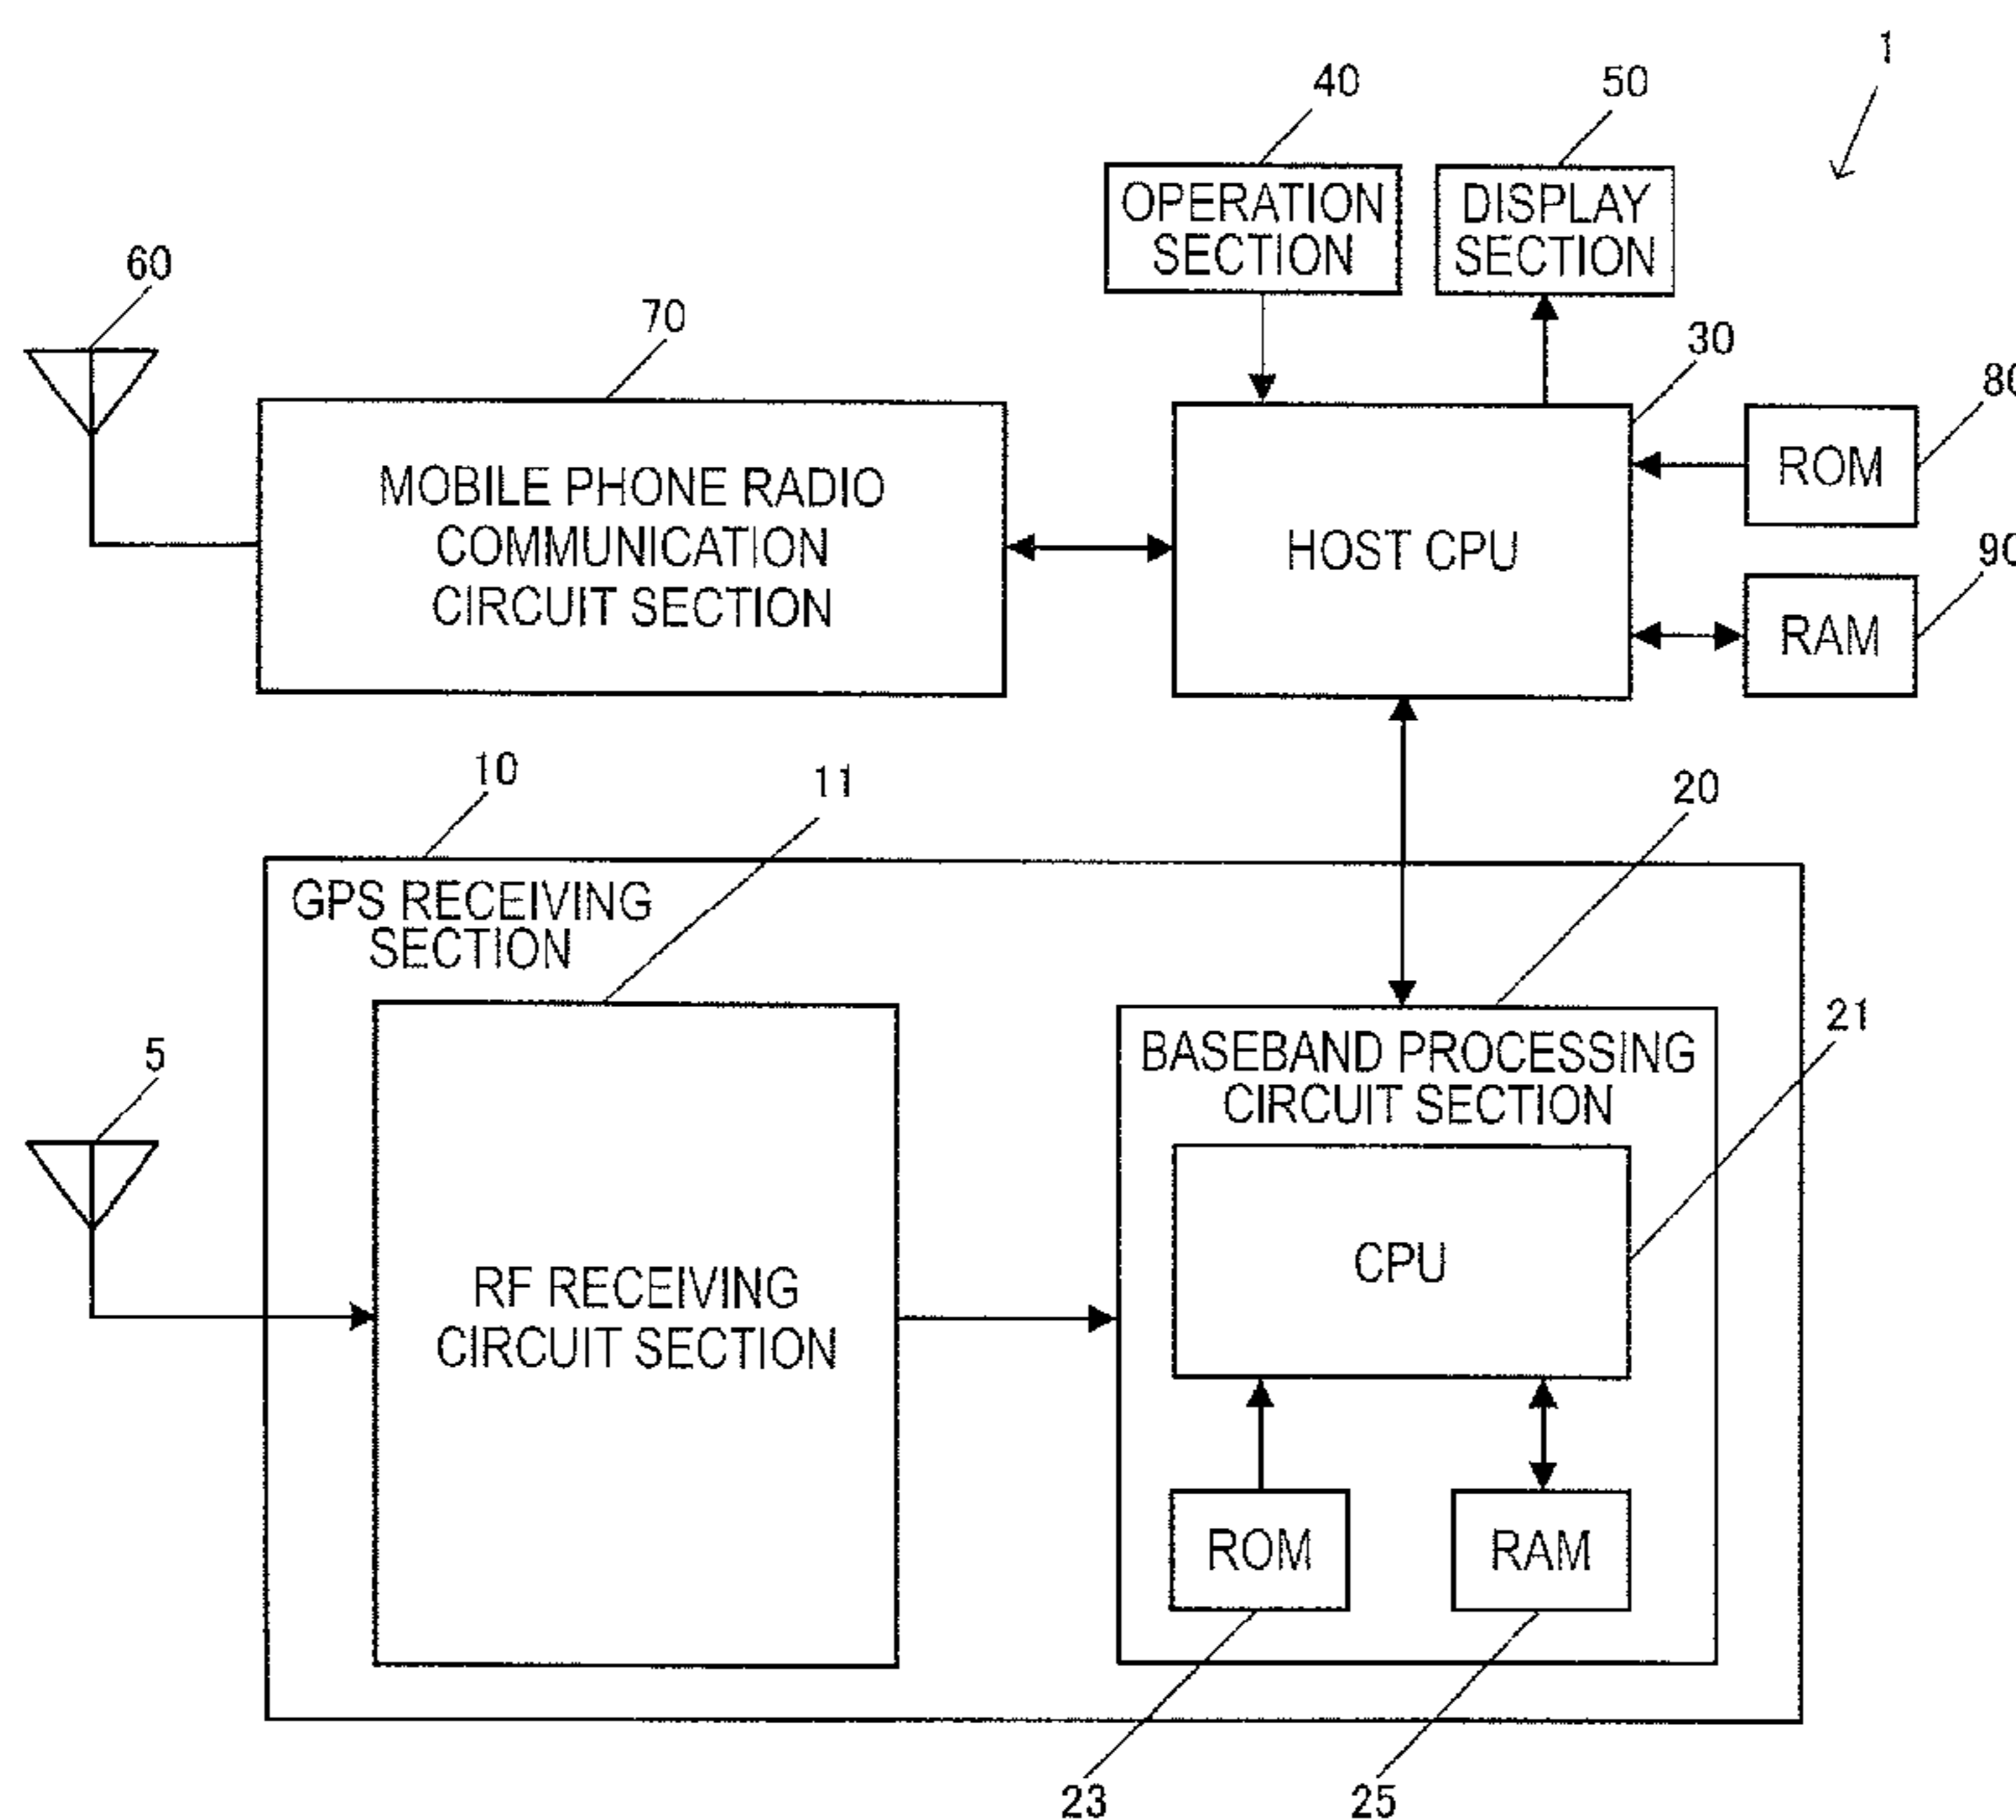 1
40
50
OPERATION
SECTION
DISPLAY
SECTION
60
70
30
80
MOBILE PHONE RADIO
COMMUNICATION
CIRCUIT SECTION
HOST CPU
ROM
90
RAM
10
11
20
GPS RECEIVING
SECTION
21
5
BASEBAND PROCESSING
CIRCUIT SECTION
CPU
RF RECEIVING
CIRCUIT SECTION
ROM
RAM
23
25